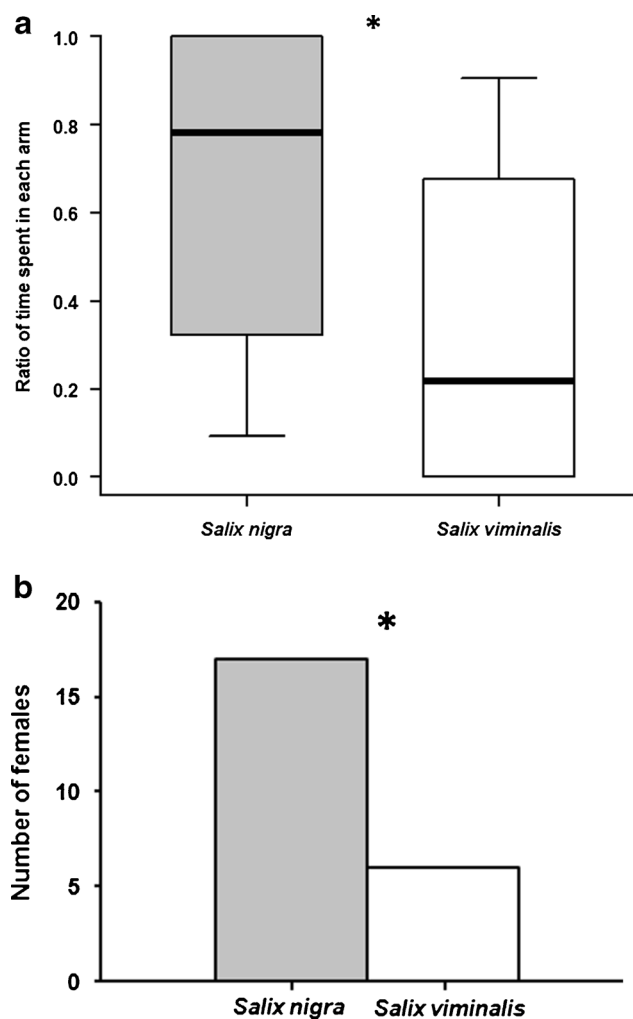 a
*
Ratio of time spent in each arm
1.0
0.8
0.6
0.4
0.2
0.0
Salix nigra Salix viminalis
b
*
Number of females
20
15
10
5
0
Salix nigra Salix viminalis